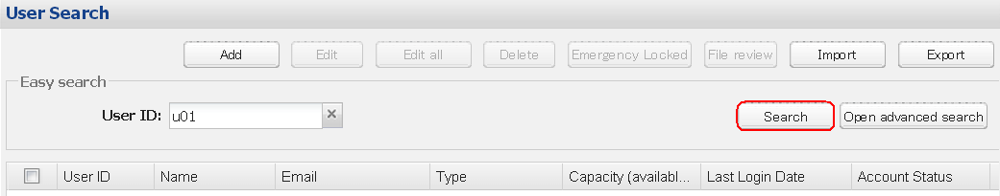 User Search
Add Edit Edit all Delete Emergency Locked File review Import Export
Easy search
User ID: u01 × Search Open advanced search
User ID Name Email Type Capacity (availabl... Last Login Date Account Status